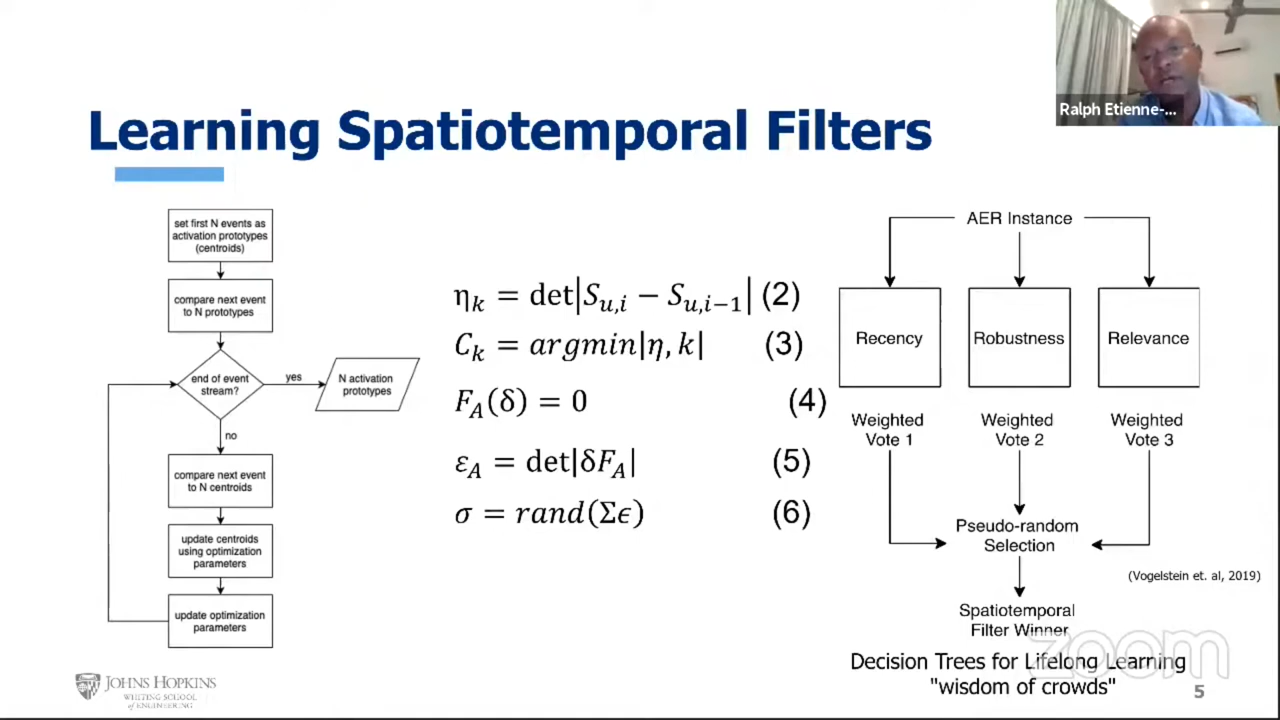 Ralph Etienne-...
Learning Spatiotemporal Filters
set first N events as
activation prototypes
(centroids)
compare next event
to N prototypes
end of event
stream?
yes
N activation
prototypes
no
compare next event
to N centroids
update centroids
using optimization
parameters
update optimization
parameters
ηₖ = det|Sᵤ,ᵢ − Sᵤ,ᵢ₋₁| (2)
Cₖ = argmin|η, k| (3)
F_A(δ) = 0 (4)
ε_A = det|δF_A| (5)
σ = rand(Σϵ) (6)
AER Instance
Recency
Robustness
Relevance
Weighted
Vote 1
Weighted
Vote 2
Weighted
Vote 3
Pseudo-random
Selection
(Vogelstein et. al, 2019)
Spatiotemporal
Filter Winner
zoom
Decision Trees for Lifelong Learning
"wisdom of crowds"
JOHNS HOPKINS
WHITING SCHOOL
of ENGINEERING
5